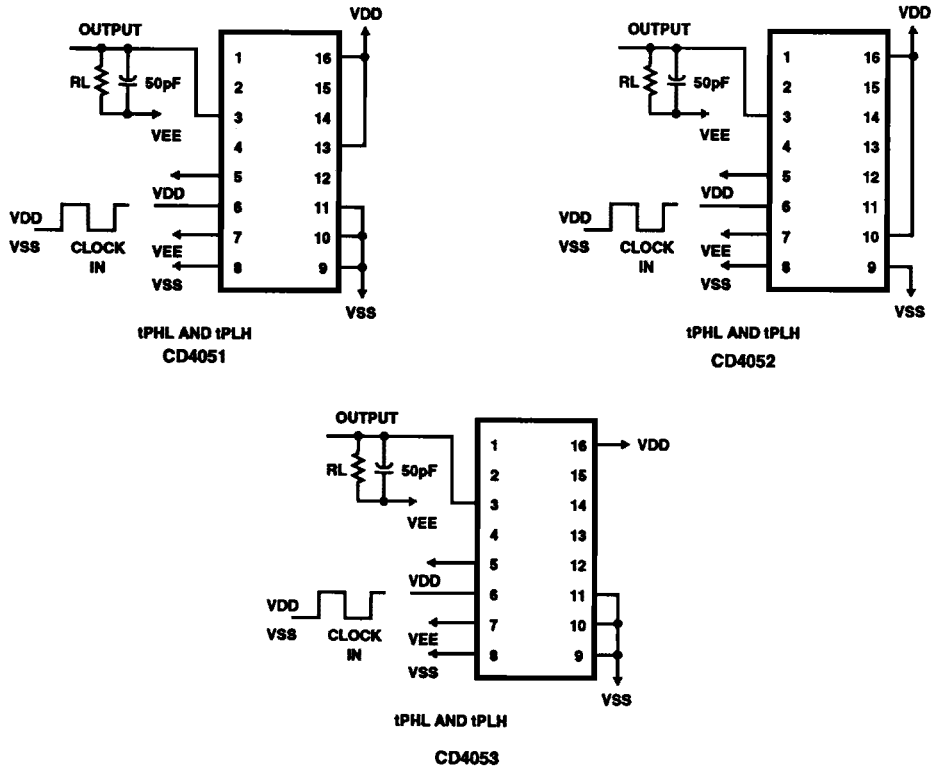 OUTPUT
RL
50pF
VEE
VDD
VDD
VSS
CLOCK
IN
VEE
VSS
1
2
3
4
5
6
7
8
16
15
14
13
12
11
10
9
VDD
VSS
tPHL AND tPLH
CD4051
OUTPUT
RL
50pF
VEE
VDD
VDD
VSS
CLOCK
IN
VEE
VSS
1
2
3
4
5
6
7
8
16
15
14
13
12
11
10
9
VDD
VSS
tPHL AND tPLH
CD4052
OUTPUT
RL
50pF
VEE
VDD
VDD
VSS
CLOCK
IN
VEE
VSS
1
2
3
4
5
6
7
8
16
15
14
13
12
11
10
9
VDD
VSS
tPHL AND tPLH
CD4053